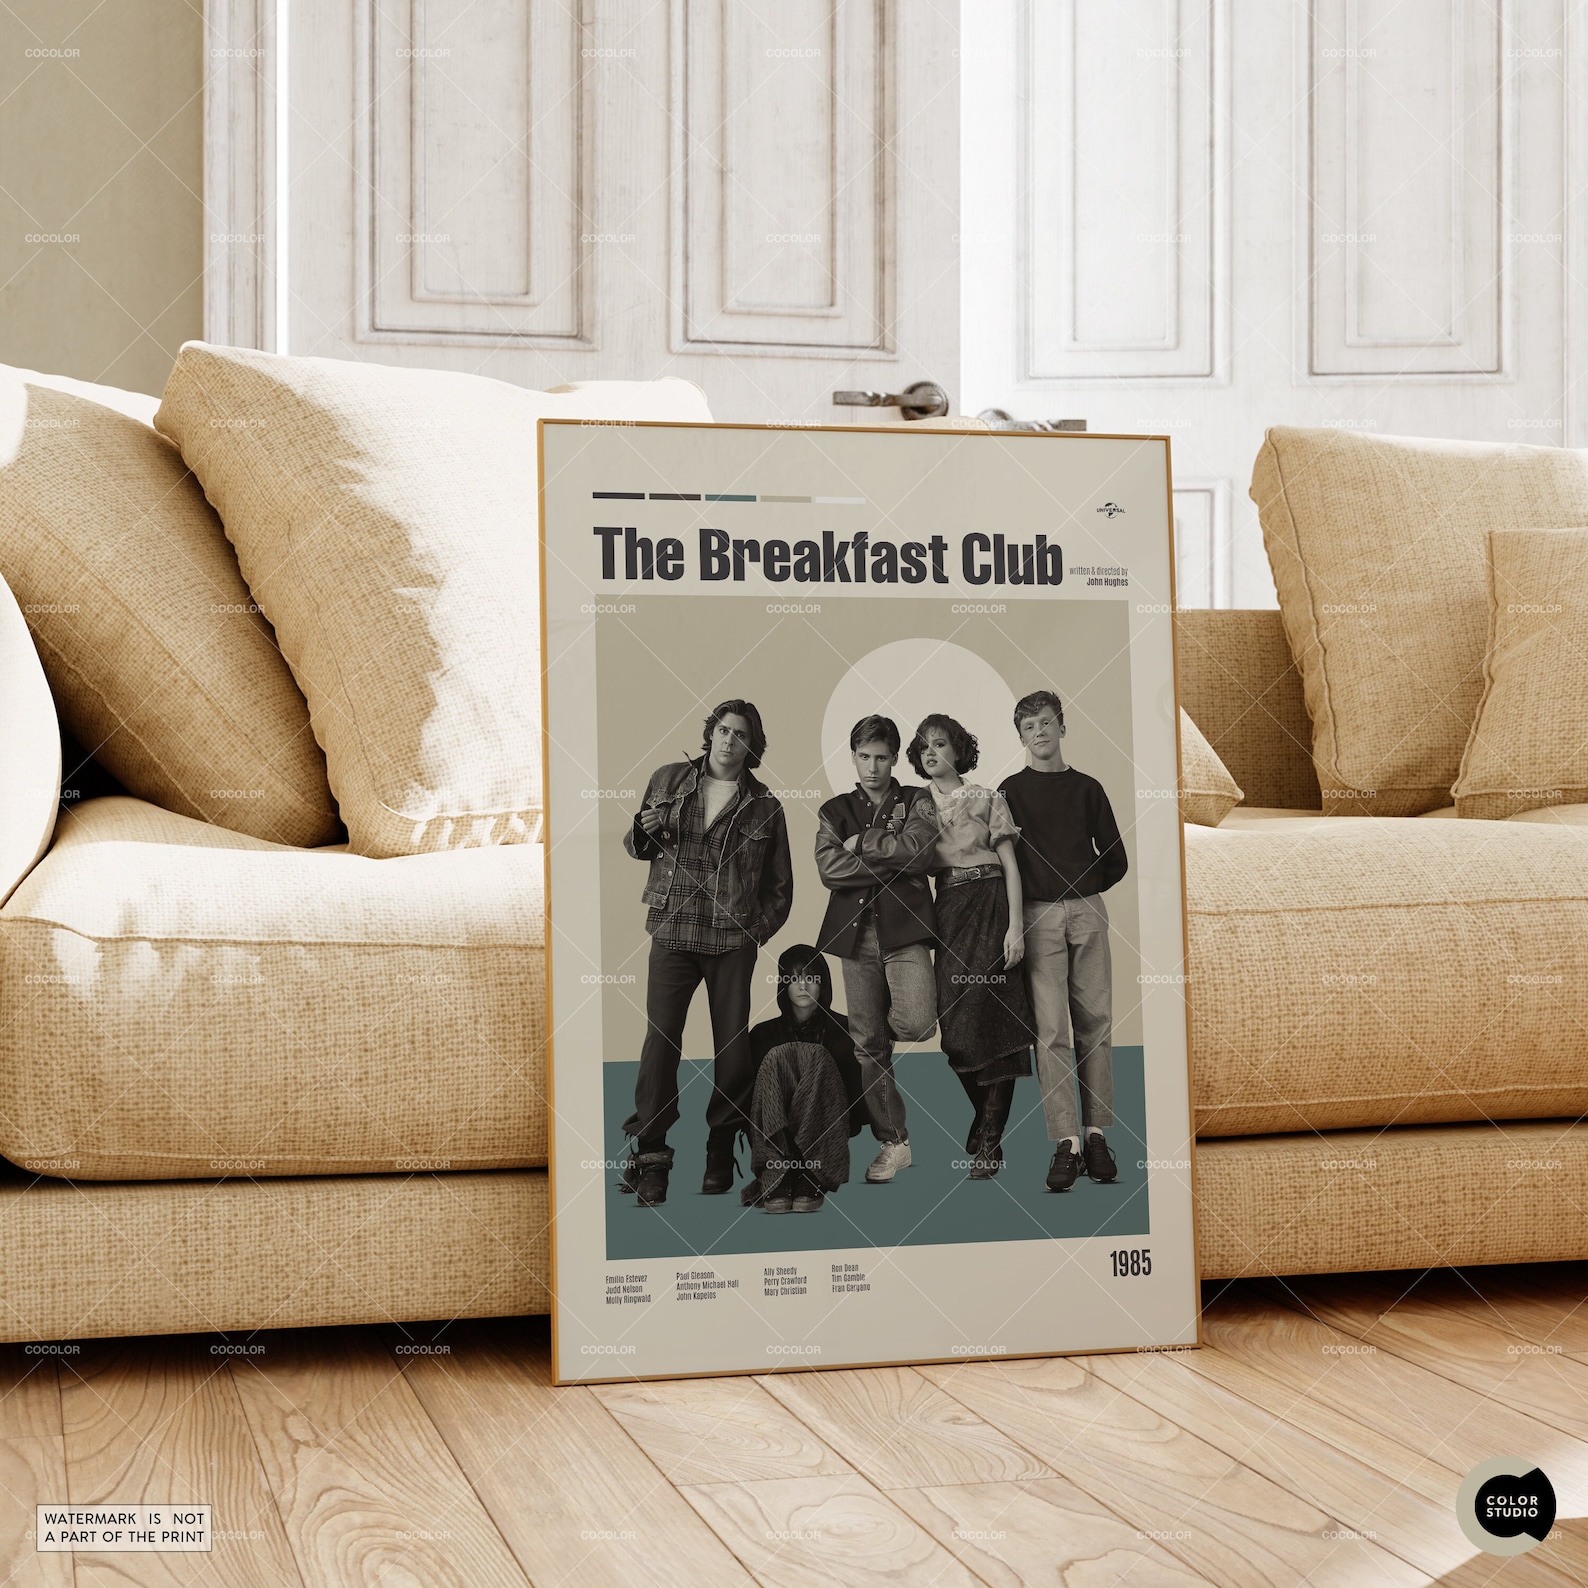 UNIVERSAL
The Breakfast Club
written & directed by
John Hughes
1985
Emilio Estevez
Judd Nelson
Molly Ringwald
Paul Gleason
Anthony Michael Hall
John Kapelos
Ally Sheedy
Perry Crawford
Mary Christian
Ron Dean
Tim Gamble
Fran Gargano
WATERMARK IS NOT
A PART OF THE PRINT
COLOR
STUDIO
COCOLOR